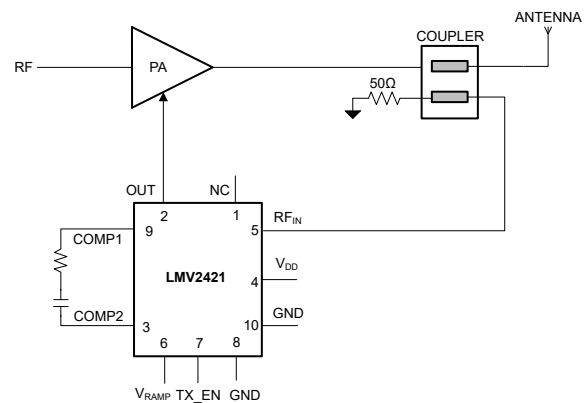 ANTENNA
COUPLER
RF
PA
50Ω
OUT
NC
2
1
RF_IN
COMP1
9
5
V_DD
LMV2421
4
GND
COMP2
3
10
6
7
8
V_RAMP TX_EN GND